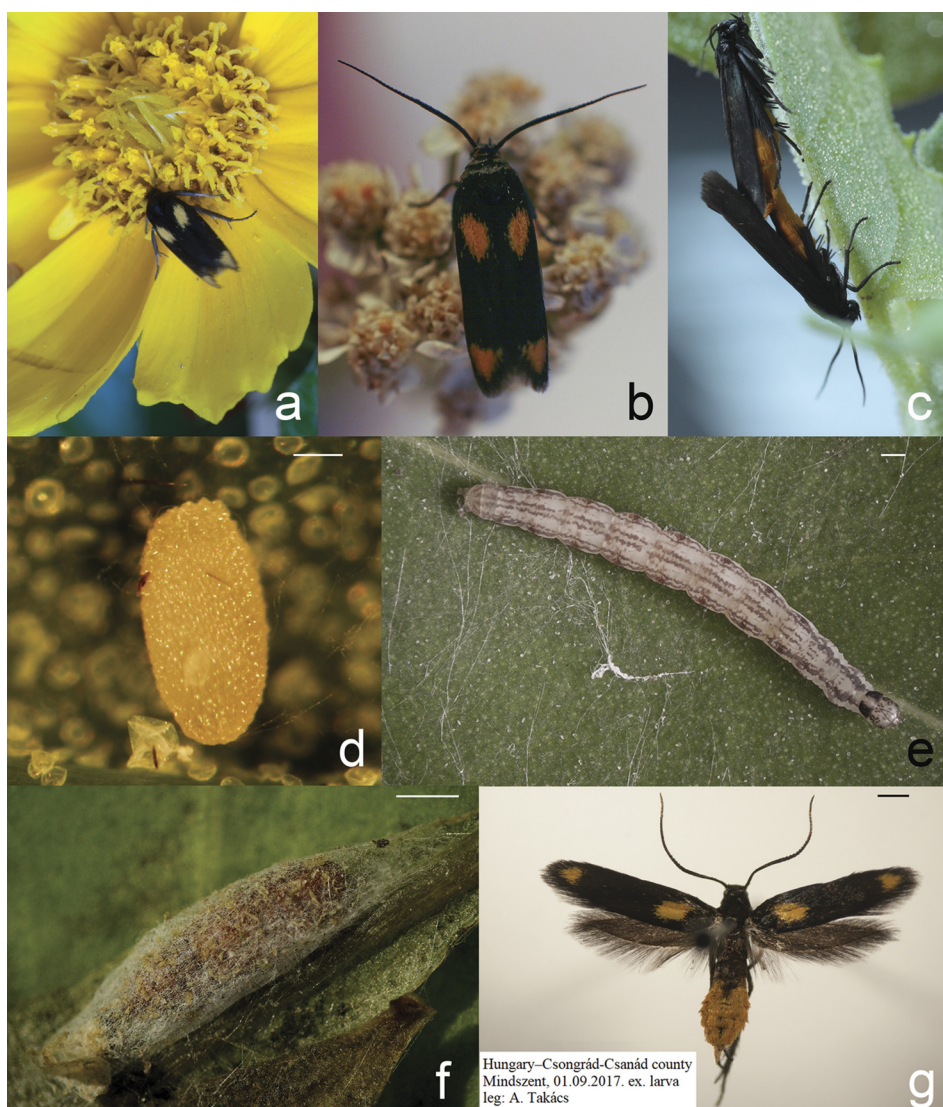 a
b
c
d
e
f
g
Hungary–Csongrád-Csanád county
Mindszent, 01.09.2017. ex. larva
leg: A. Takács